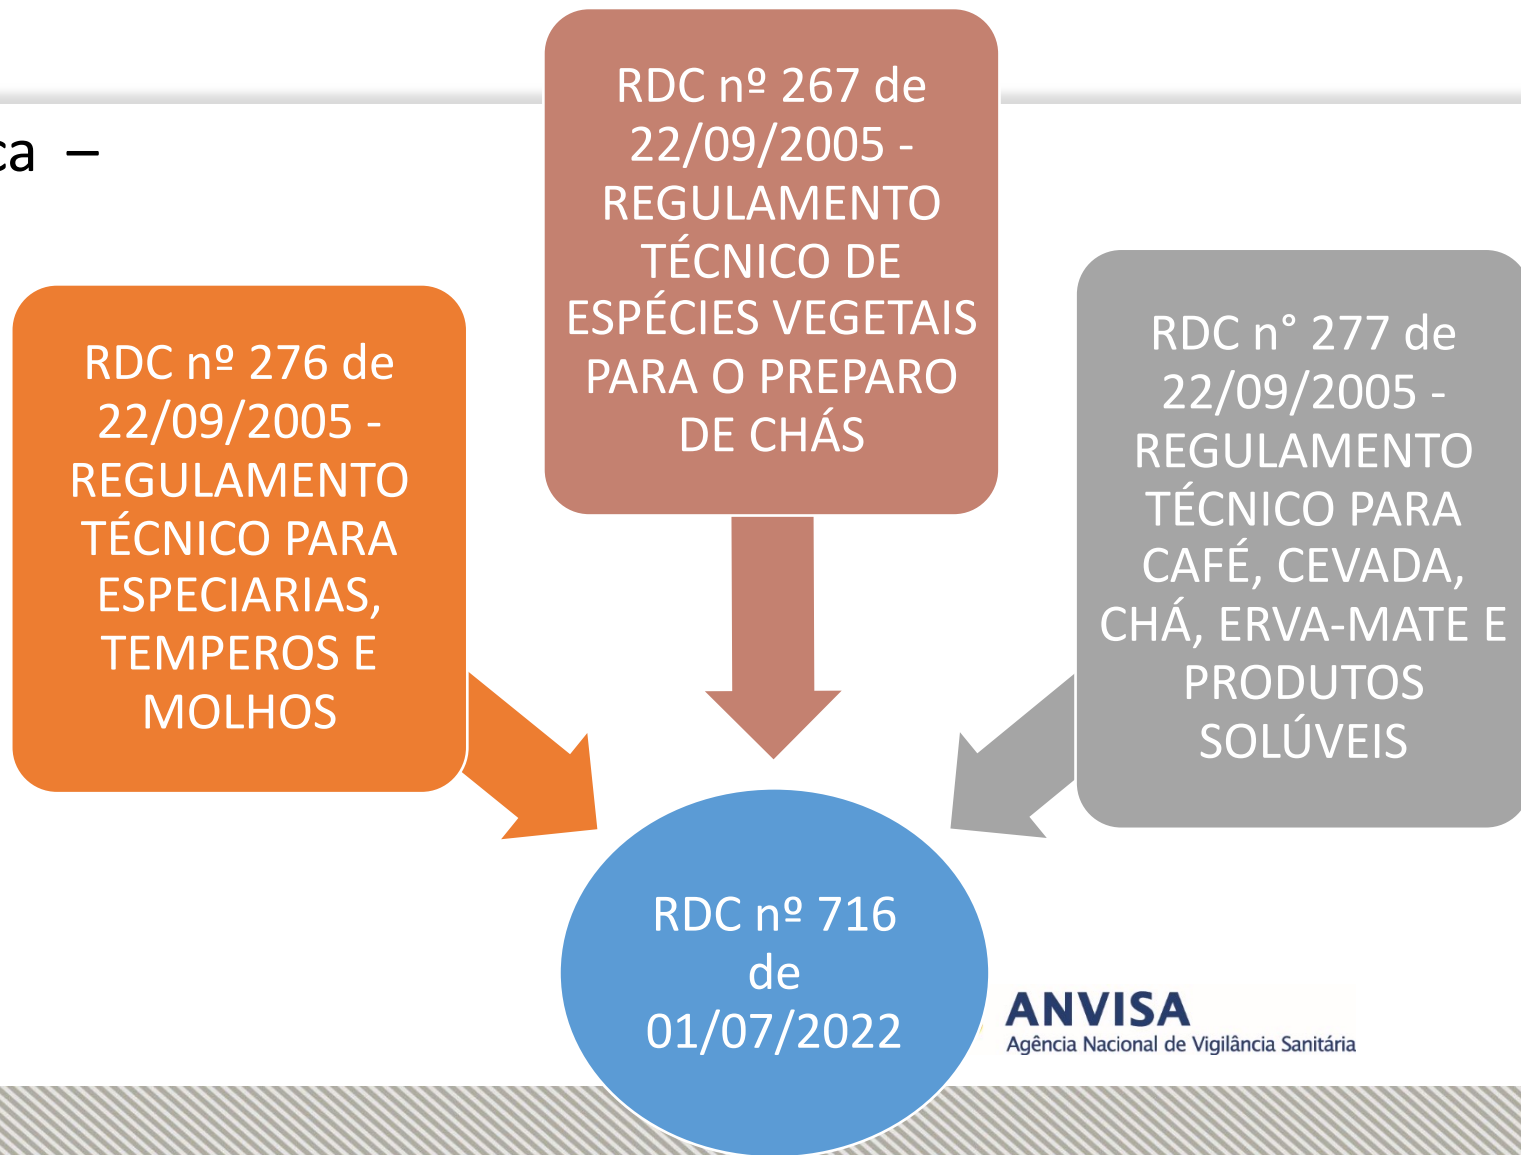 ca –
RDC nº 267 de
22/09/2005 -
REGULAMENTO
TÉCNICO DE
ESPÉCIES VEGETAIS
PARA O PREPARO
DE CHÁS
RDC nº 276 de
22/09/2005 -
REGULAMENTO
TÉCNICO PARA
ESPECIARIAS,
TEMPEROS E
MOLHOS
RDC n° 277 de
22/09/2005 -
REGULAMENTO
TÉCNICO PARA
CAFÉ, CEVADA,
CHÁ, ERVA-MATE E
PRODUTOS
SOLÚVEIS
RDC nº 716
de
01/07/2022
ANVISA
Agência Nacional de Vigilância Sanitária